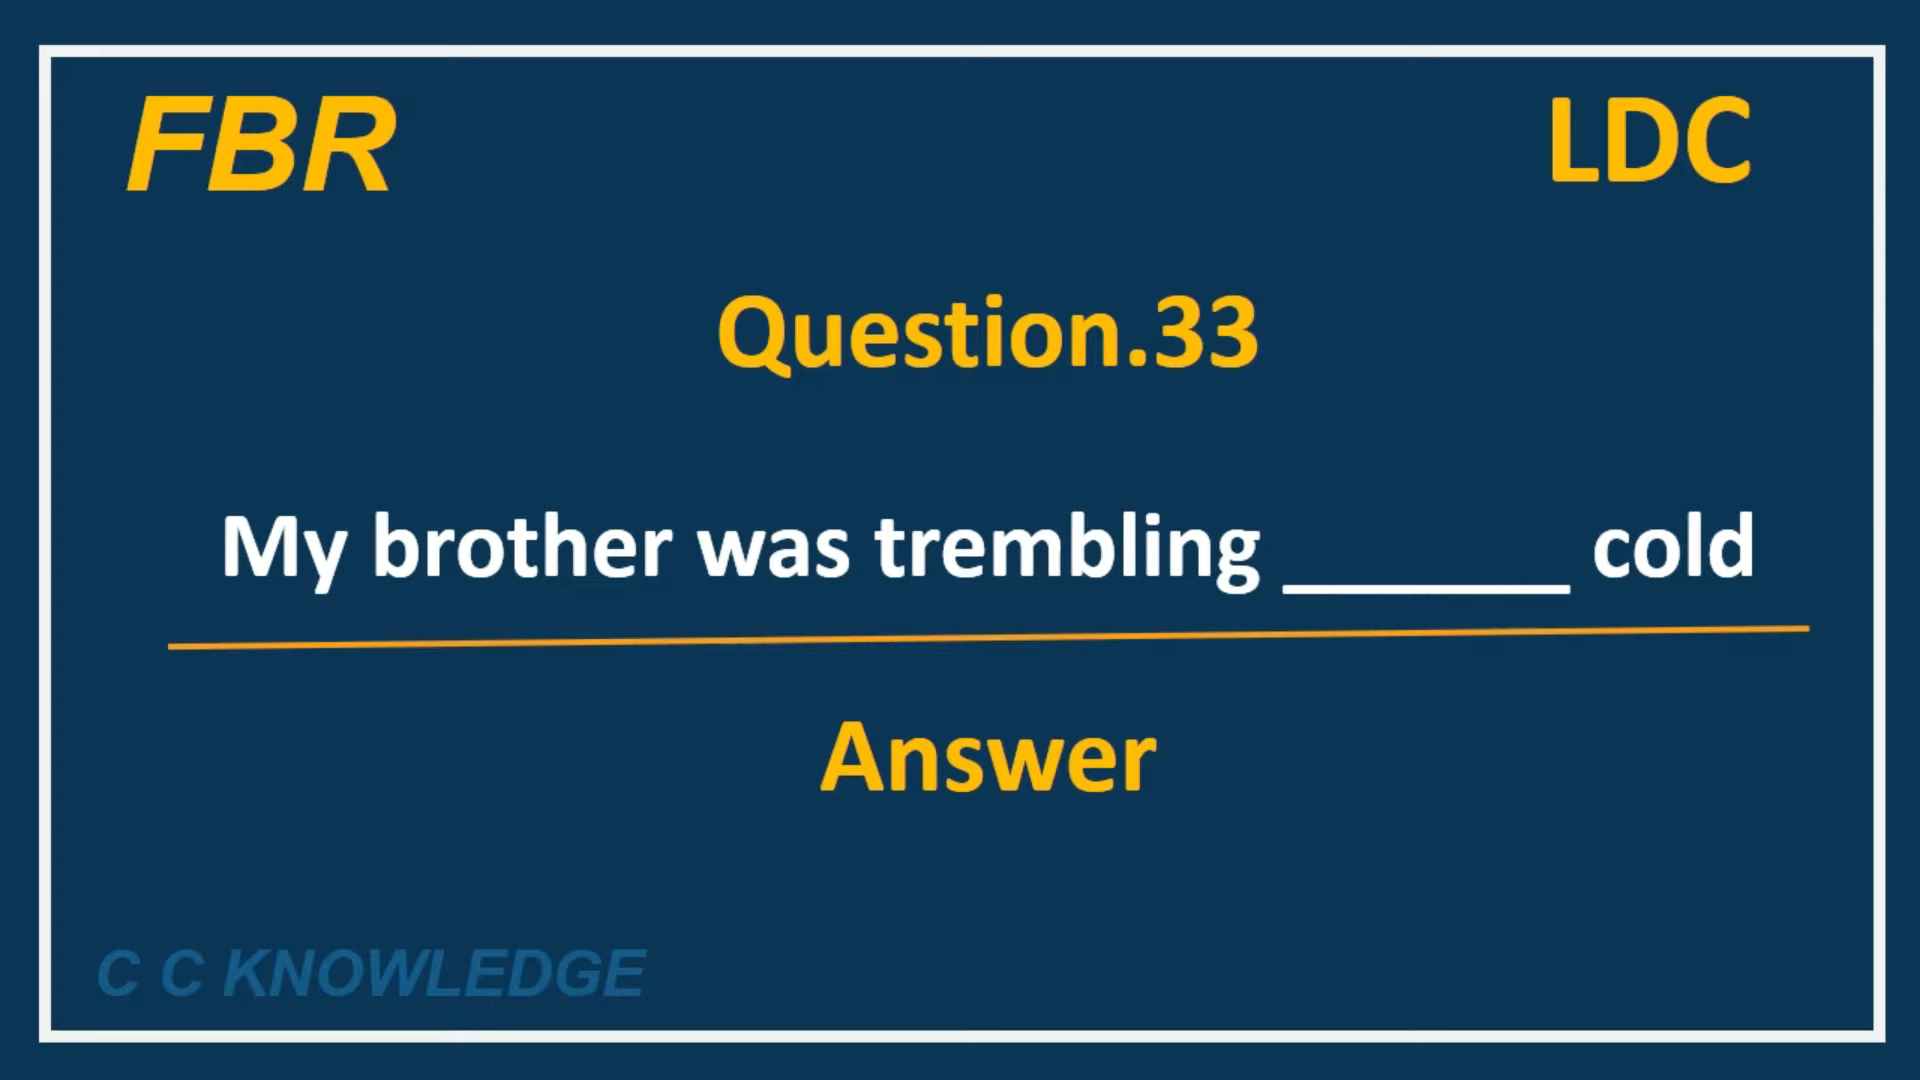 FBR
LDC
Question.33
My brother was trembling _______ cold
Answer
C C KNOWLEDGE